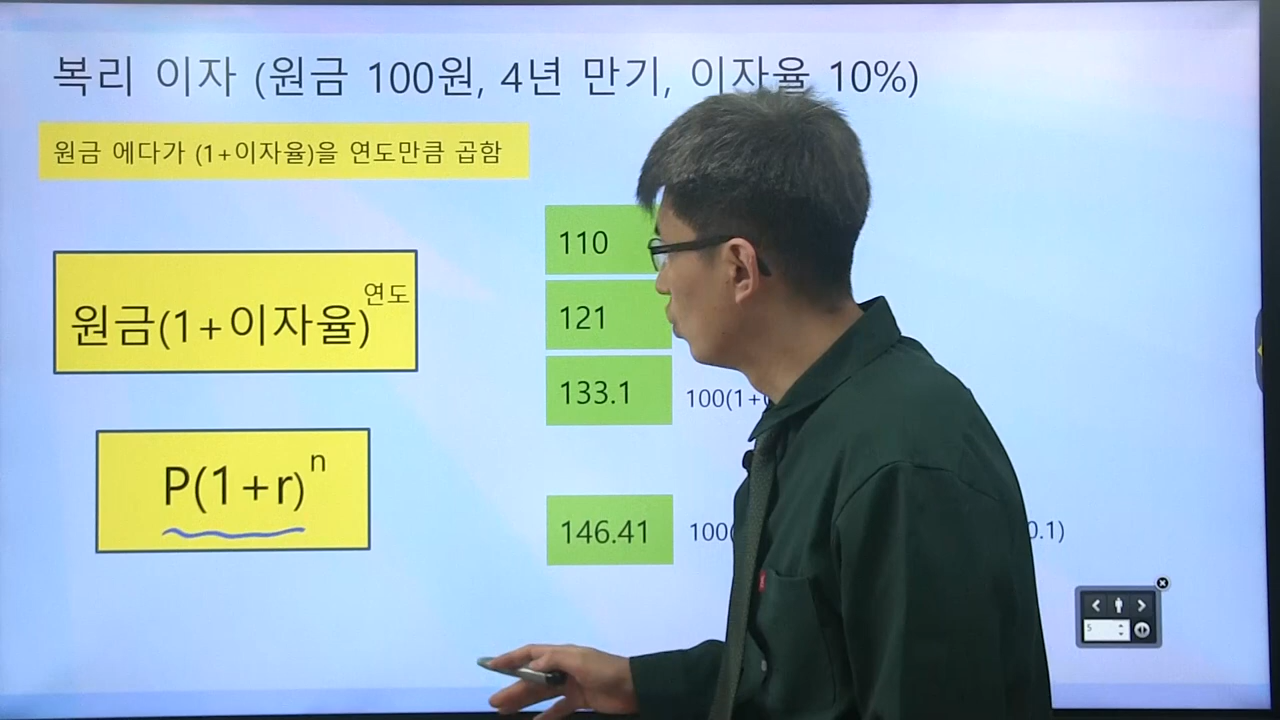 복리 이자 (원금 100원, 4년 만기, 이자율 10%)
원금 에다가 (1+이자율)을 연도만큼 곱함
원금(1+이자율)연도
P(1+r)n
110
121
133.1 100(1+
146.41 100( 0.1)
5